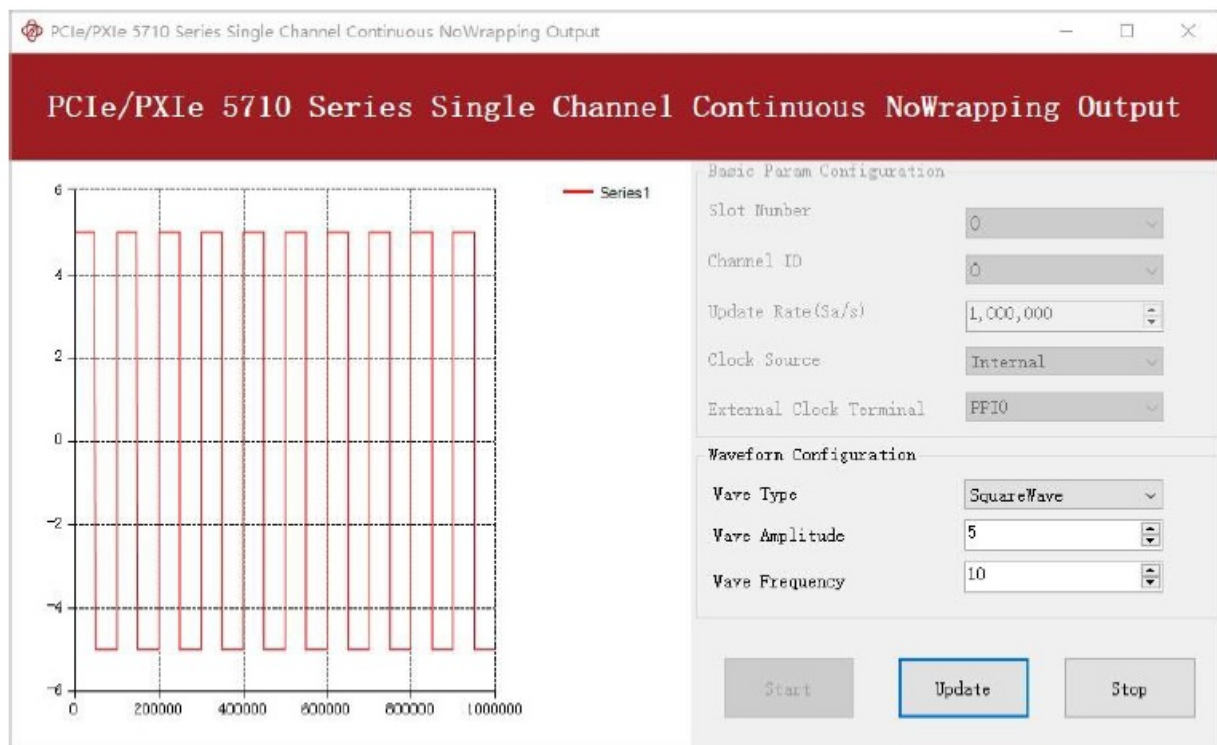 PCIe/PXIe 5710 Series Single Channel Continuous NoWrapping Output
PCIe/PXIe 5710 Series Single Channel Continuous NoWrapping Output
Series1
6
4
2
0
-2
-4
-6
0 200000 400000 600000 800000 1000000
Basic Param Configuration
Slot Number 0
Channel ID 0
Update Rate(Sa/s) 1,000,000
Clock Source Internal
External Clock Terminal PFI0
Waveform Configuration
Wave Type SquareWave
Wave Amplitude 5
Wave Frequency 10
Start Update Stop